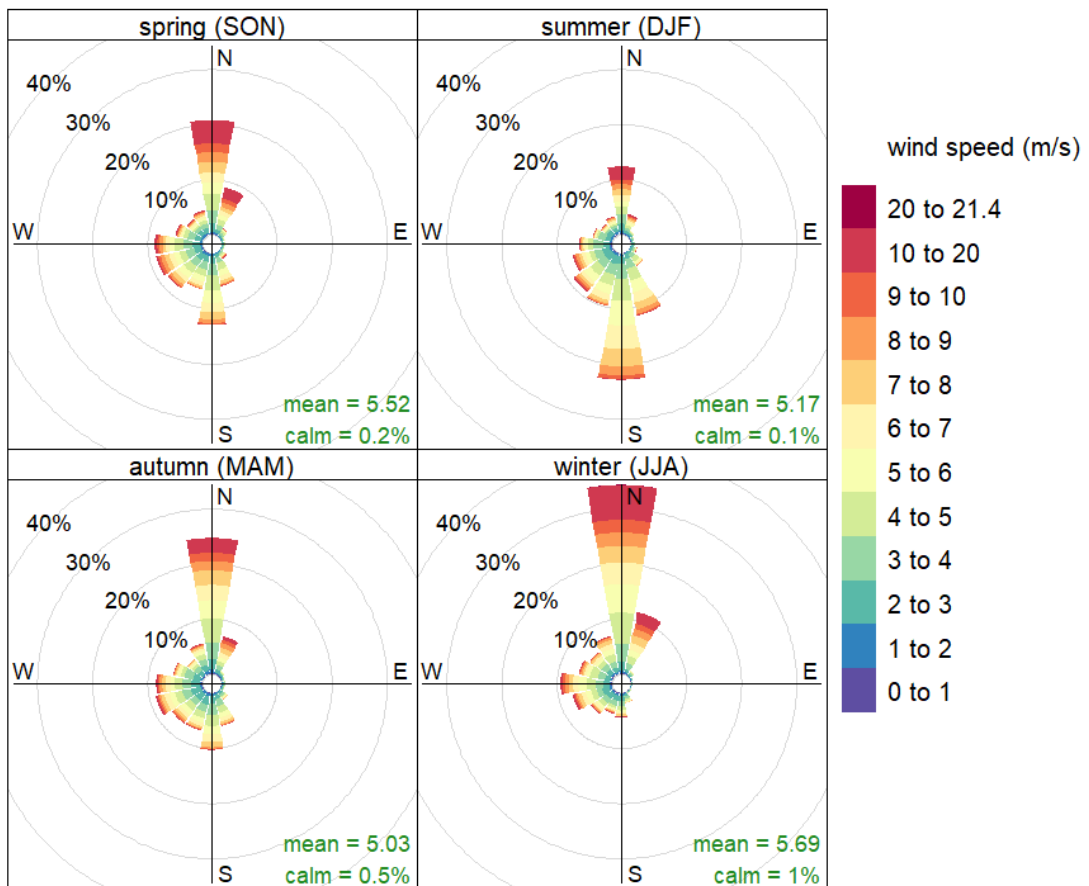 spring (SON)
N
40%
30%
20%
10%
W
E
S
mean = 5.52
calm = 0.2%
summer (DJF)
N
40%
30%
20%
10%
W
E
S
mean = 5.17
calm = 0.1%
autumn (MAM)
N
40%
30%
20%
10%
W
E
S
mean = 5.03
calm = 0.5%
winter (JJA)
N
40%
30%
20%
10%
W
E
S
mean = 5.69
calm = 1%
wind speed (m/s)
20 to 21.4
10 to 20
9 to 10
8 to 9
7 to 8
6 to 7
5 to 6
4 to 5
3 to 4
2 to 3
1 to 2
0 to 1